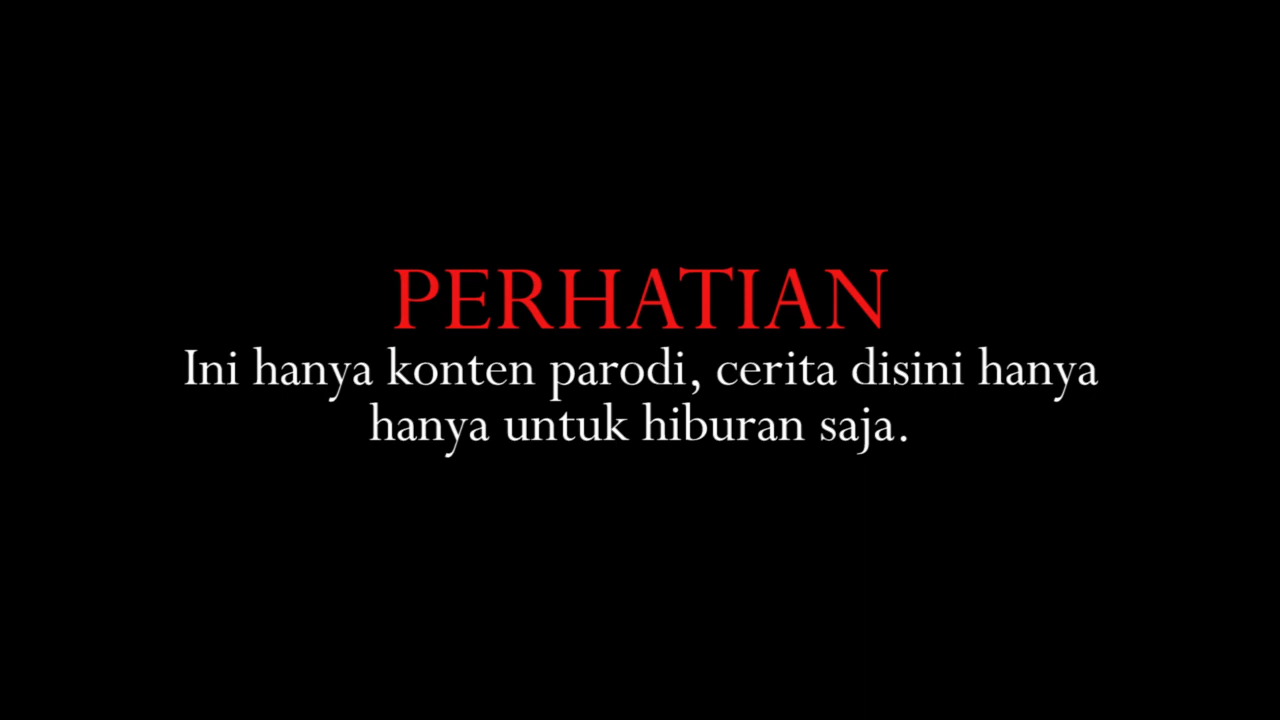 PERHATIAN
Ini hanya konten parodi, cerita disini hanya
hanya untuk hiburan saja.